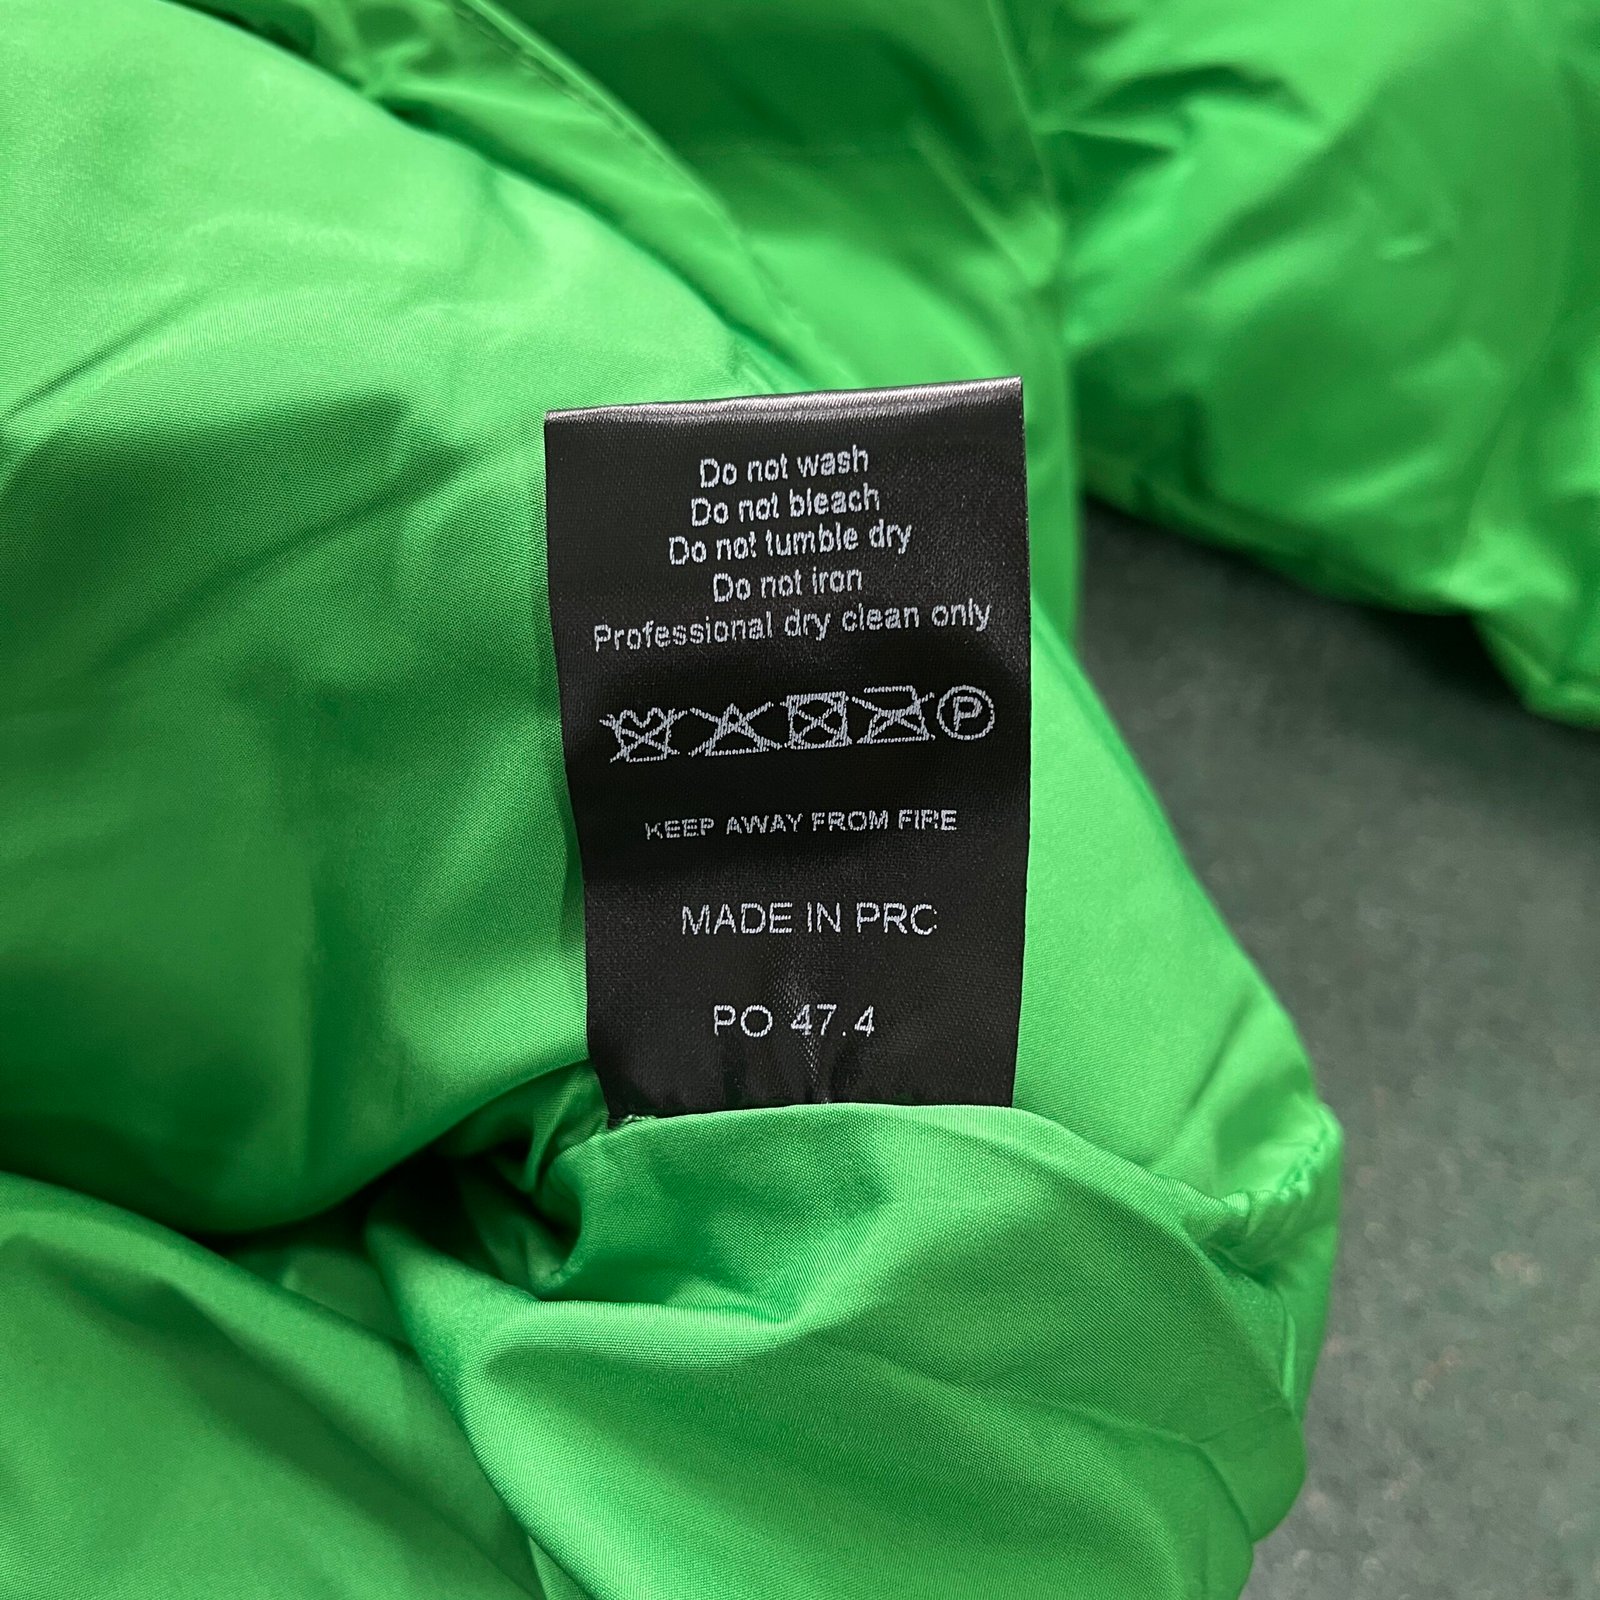 Do not wash
Do not bleach
Do not tumble dry
Do not iron
Professional dry clean only
P
KEEP AWAY FROM FIRE
MADE IN PRC
PO 47.4